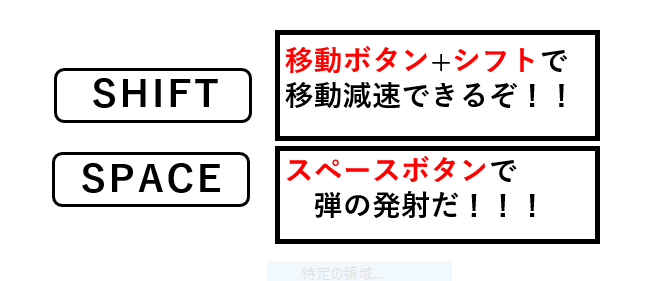 SHIFT
移動ボタン+シフトで
移動減速できるぞ！！
SPACE
スペースボタンで
弾の発射だ！！！
特定の領域...